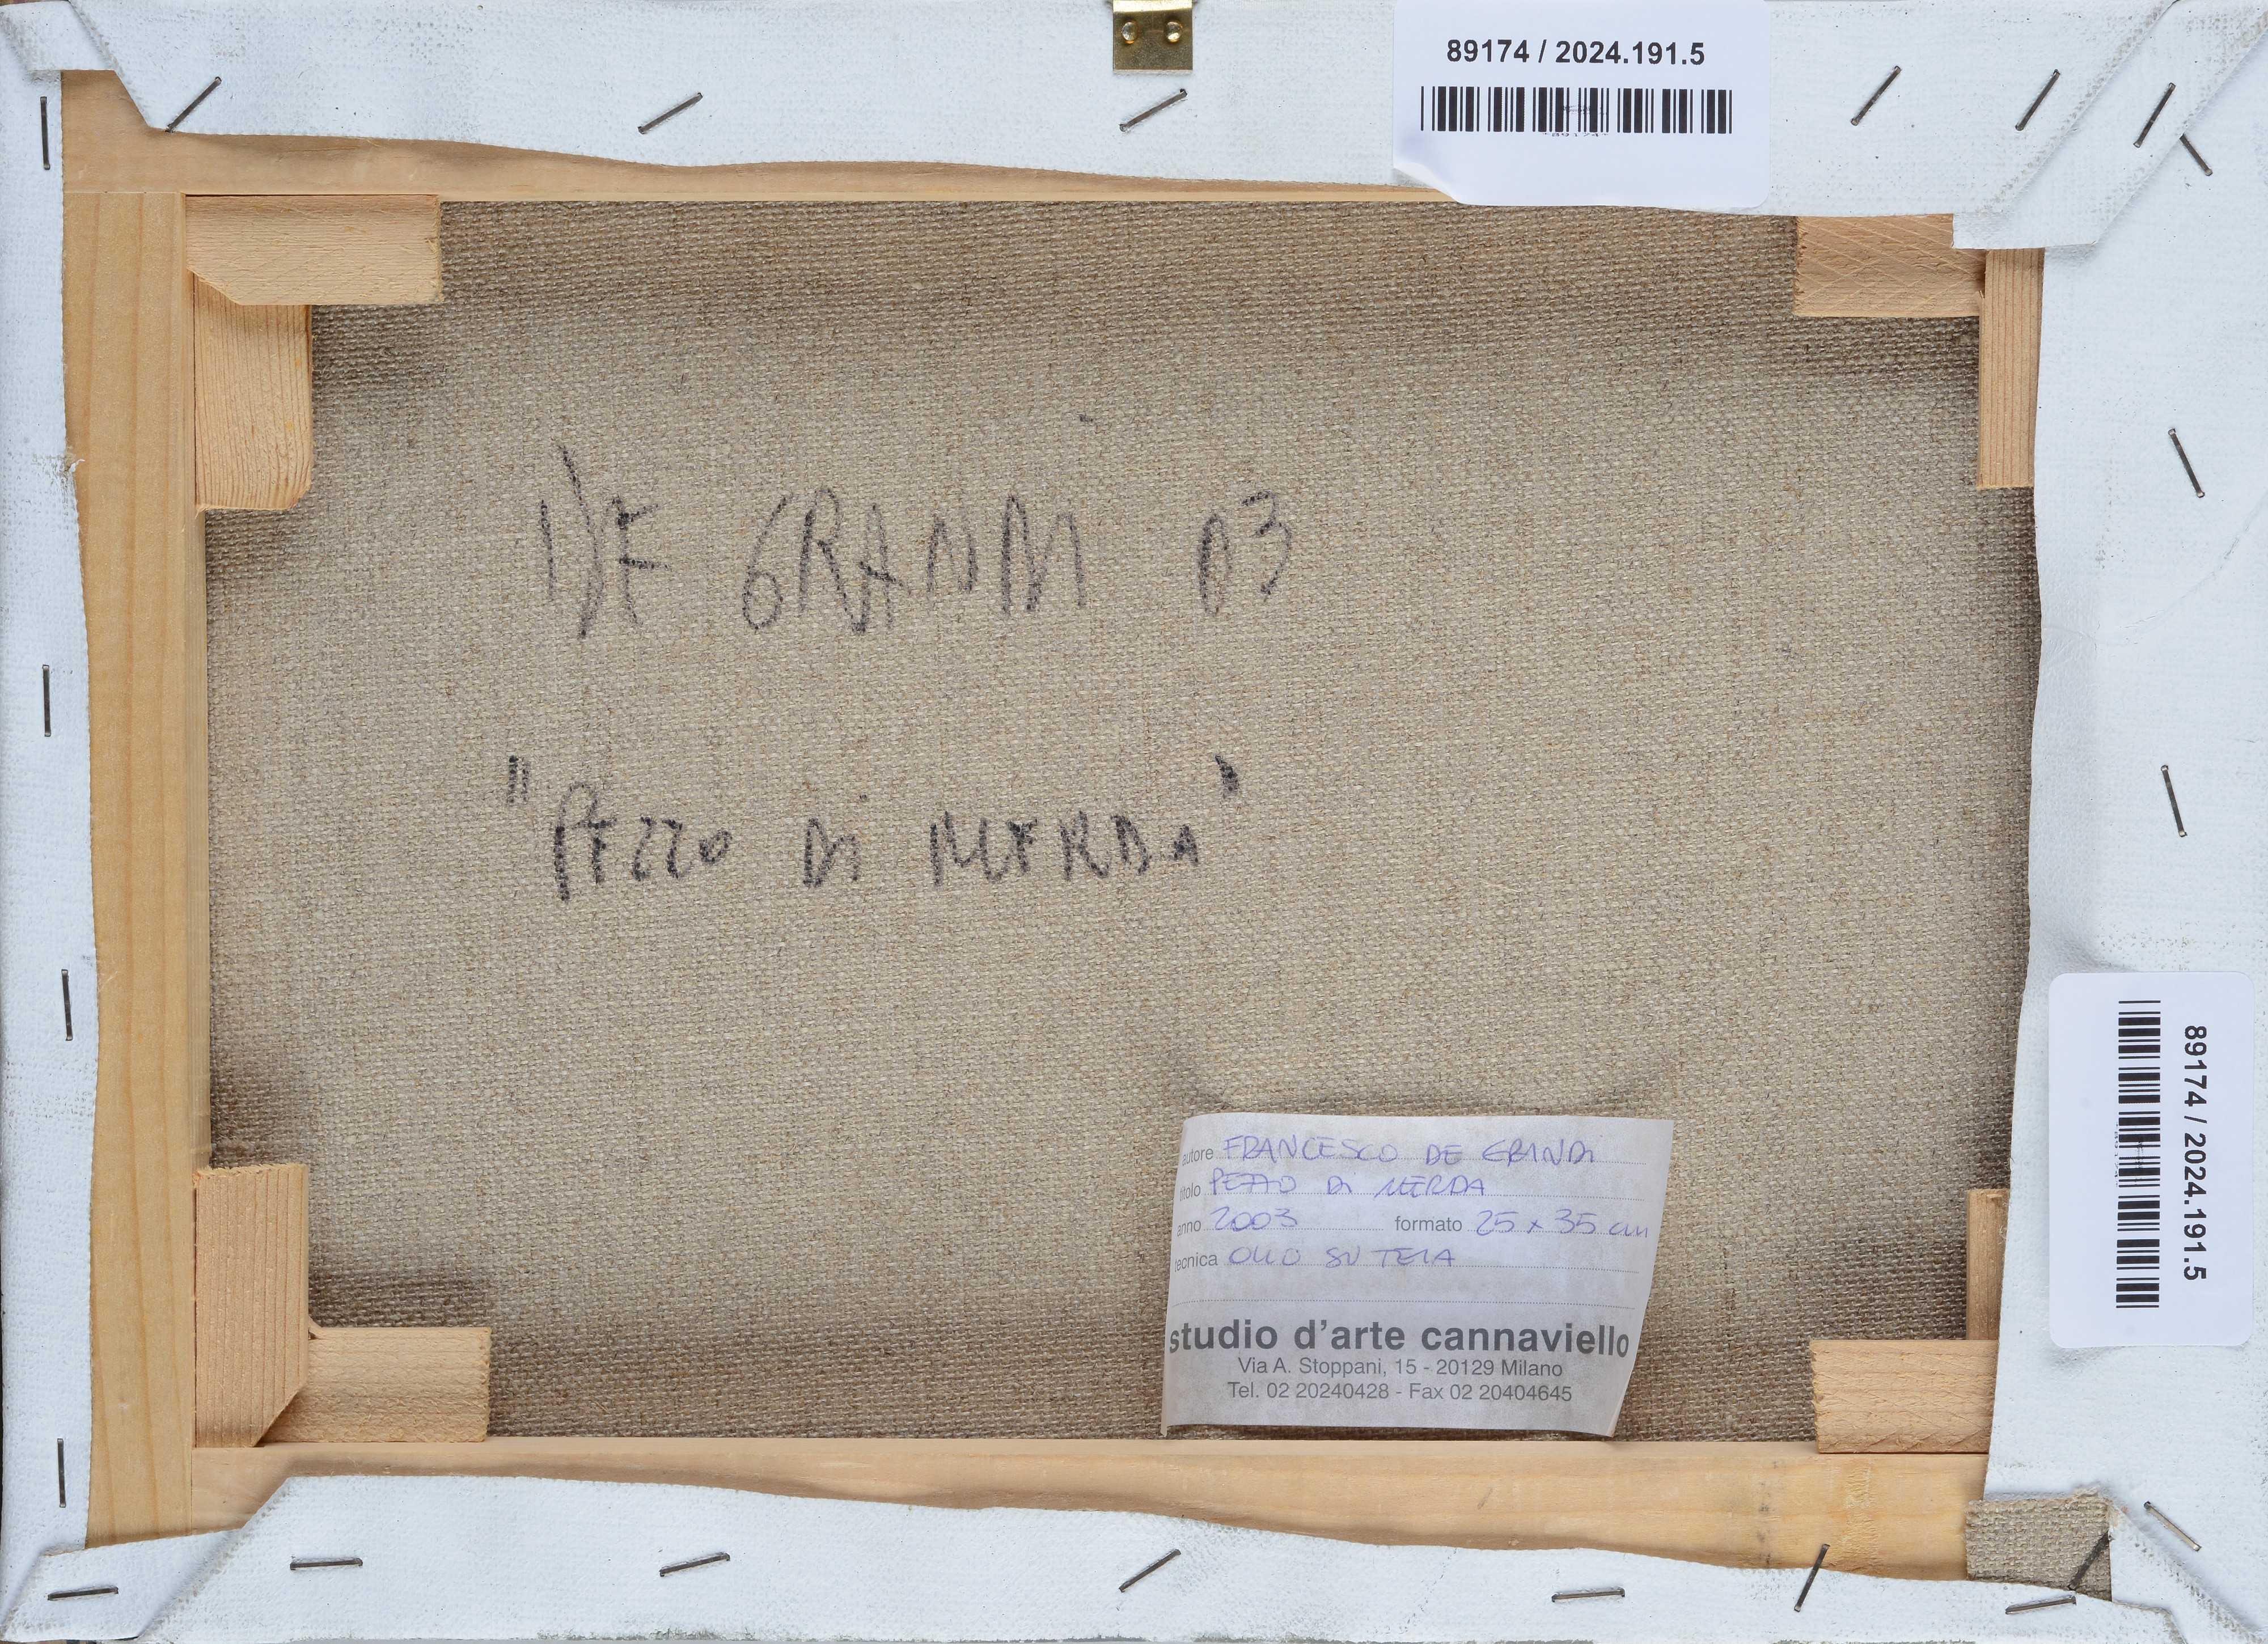 89174 / 2024.191.5
*89174*
DE GRANDI 03
"PEZZO Di MERDA"
autore FRANCESCO DE GRANDI
titolo PEZZO DI MERDA
anno 2003 formato 25 x 35 cm
tecnica OLIO SU TELA
studio d'arte cannaviello
Via A. Stoppani, 15 - 20129 Milano
Tel. 02 20240428 - Fax 02 20404645
89174 / 2024.191.5